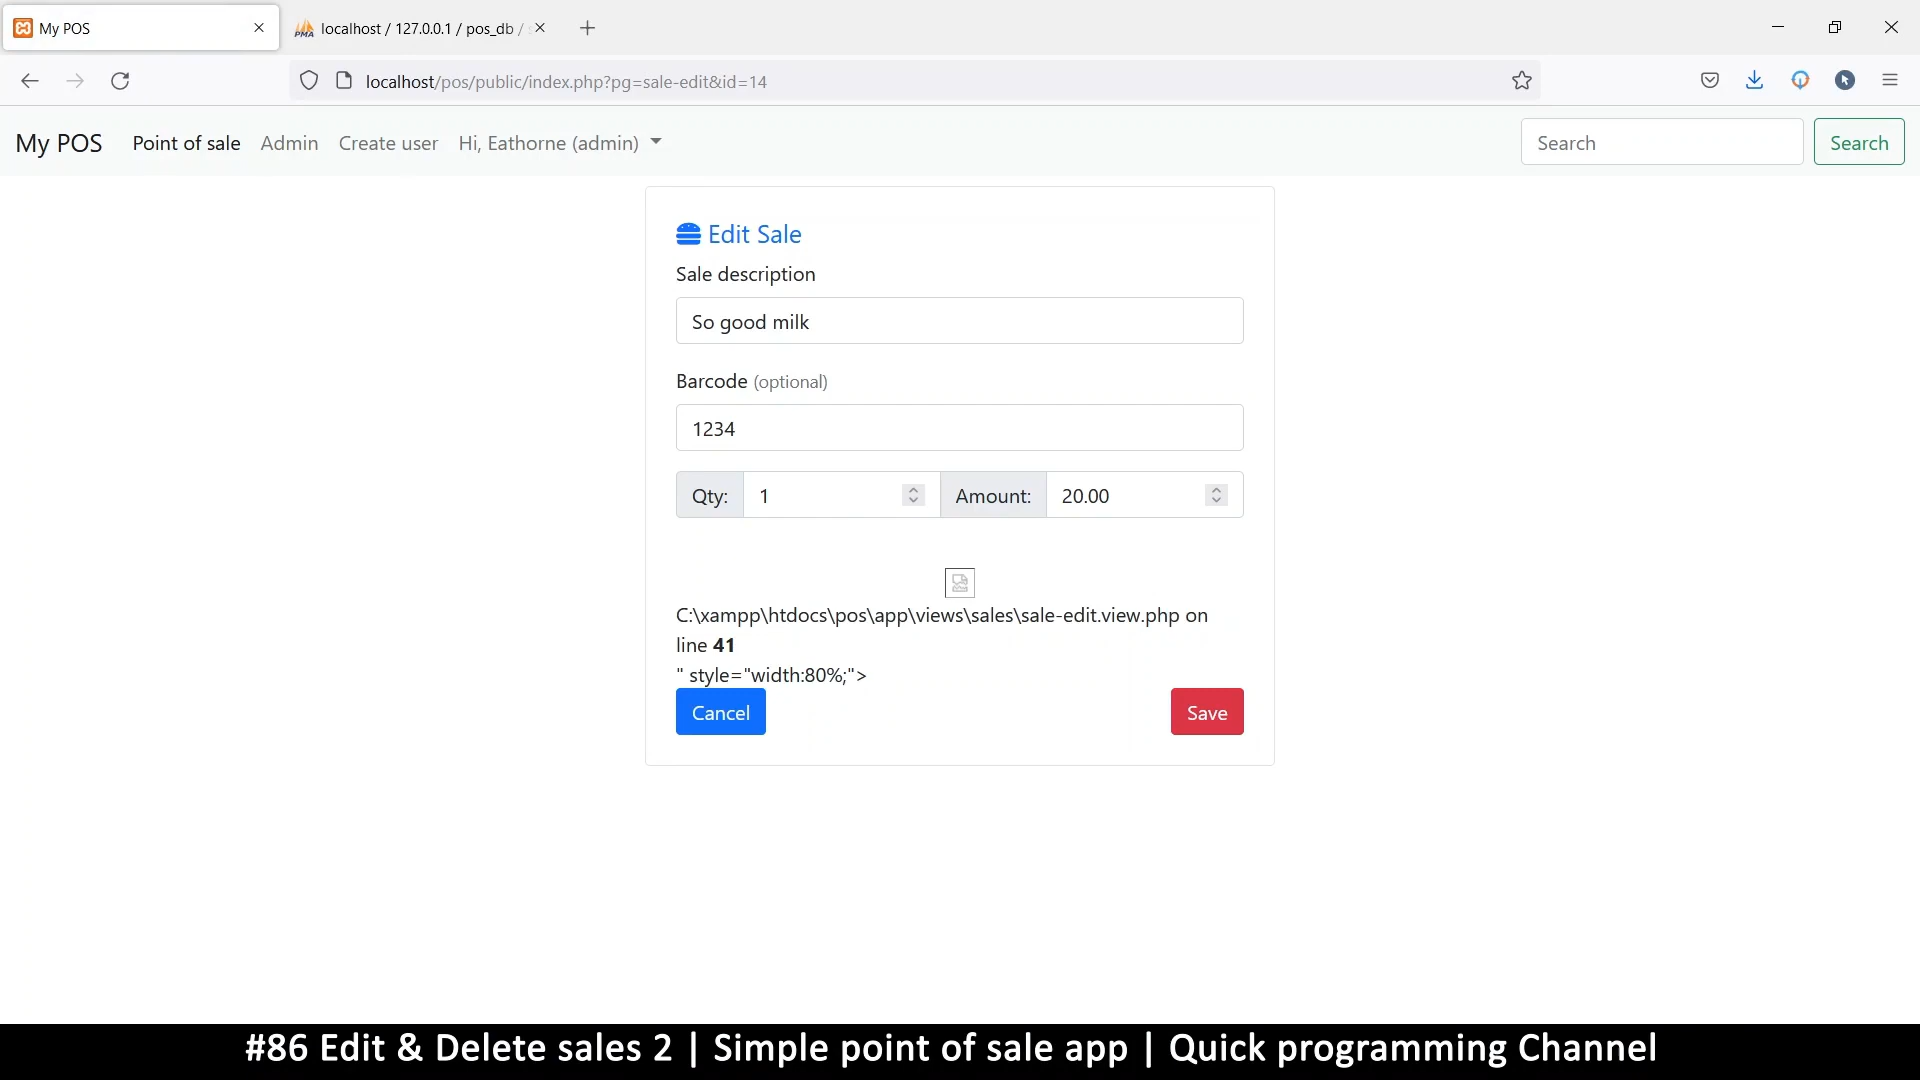 My POS
localhost / 127.0.0.1 / pos_db /
localhost/pos/public/index.php?pg=sale-edit&id=14
My POS Point of sale Admin Create user Hi, Eathorne (admin) Search Search
Edit Sale
Sale description
So good milk
Barcode (optional)
1234
Qty: 1 Amount: 20.00
C:\xampp\htdocs\pos\app\views\sales\sale-edit.view.php on
line 41
" style="width:80%;">
Cancel Save
#86 Edit & Delete sales 2 | Simple point of sale app | Quick programming Channel